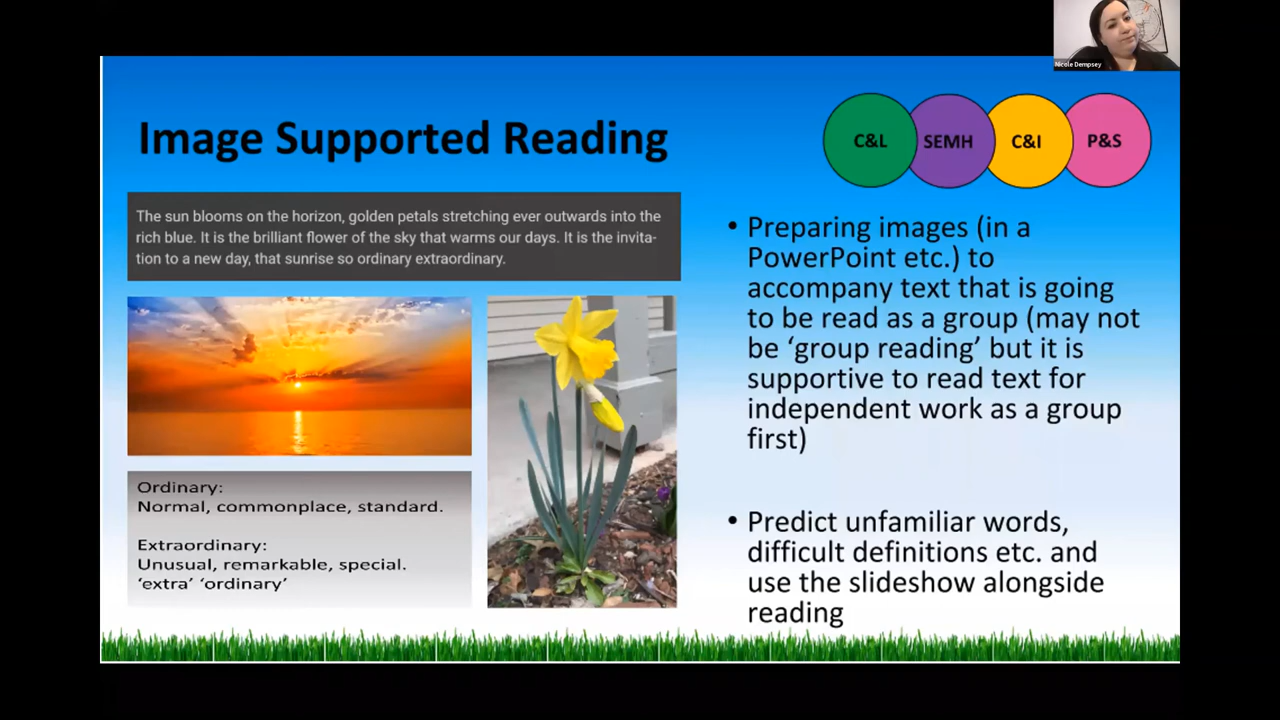 Nicole Dempsey
Image Supported Reading
C&L
SEMH
C&I
P&S
The sun blooms on the horizon, golden petals stretching ever outwards into the
rich blue. It is the brilliant flower of the sky that warms our days. It is the invita-
tion to a new day, that sunrise so ordinary extraordinary.
Ordinary:
Normal, commonplace, standard.
Extraordinary:
Unusual, remarkable, special.
‘extra’ ‘ordinary’
• Preparing images (in a
PowerPoint etc.) to
accompany text that is going
to be read as a group (may not
be ‘group reading’ but it is
supportive to read text for
independent work as a group
first)
• Predict unfamiliar words,
difficult definitions etc. and
use the slideshow alongside
reading